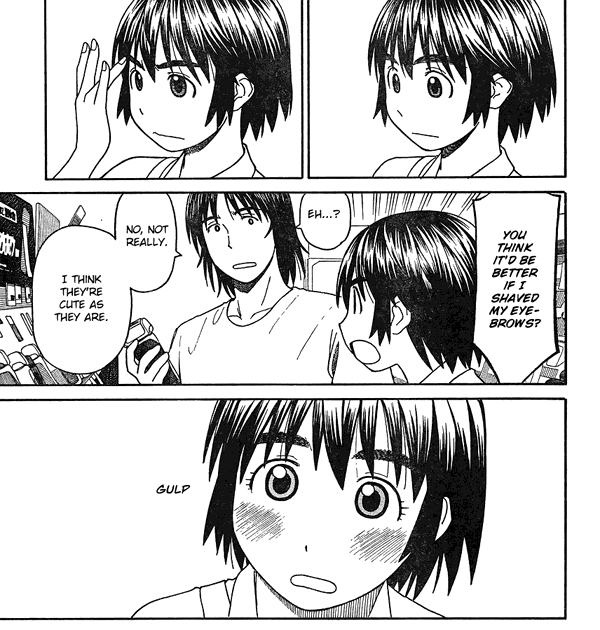 YOU
THINK
IT'D BE
BETTER
IF I
SHAVED
MY EYE-
BROWS?
EH...?
NO, NOT
REALLY.
I THINK
THEY'RE
CUTE AS
THEY ARE.
GULP